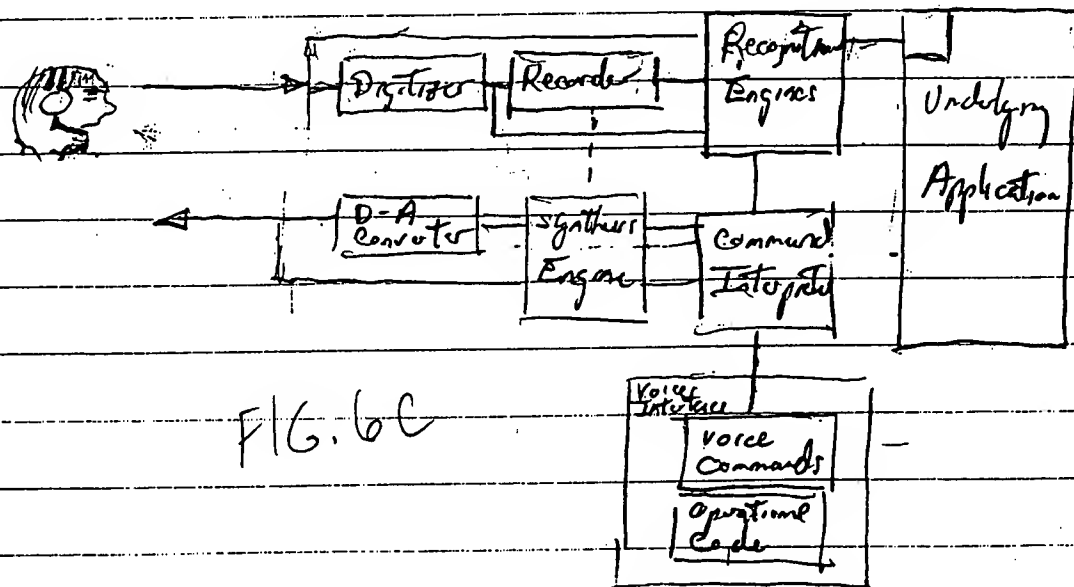 Digitizer
Recorder
Recognition
Engines
Underlying
Application
D-A
Converter
Synthesis
Engine
Command
Interpreter
FIG. 6C
Voice
Interface
Voice
Commands
Operational
Code